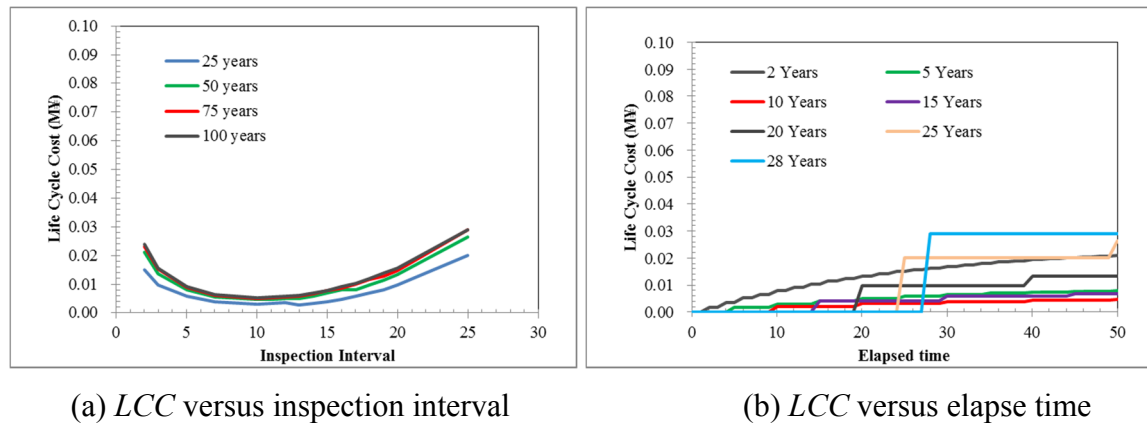 0.10
0.09
0.08
0.07
0.06
0.05
0.04
0.03
0.02
0.01
0.00
Life Cycle Cost (M¥)
25 years
50 years
75 years
100 years
0 5 10 15 20 25 30
Inspection Interval
(a) LCC versus inspection interval
0.10
0.09
0.08
0.07
0.06
0.05
0.04
0.03
0.02
0.01
0.00
Life Cycle Cost (M¥)
2 Years 5 Years
10 Years 15 Years
20 Years 25 Years
28 Years
0 10 20 30 40 50
Elapsed time
(b) LCC versus elapse time